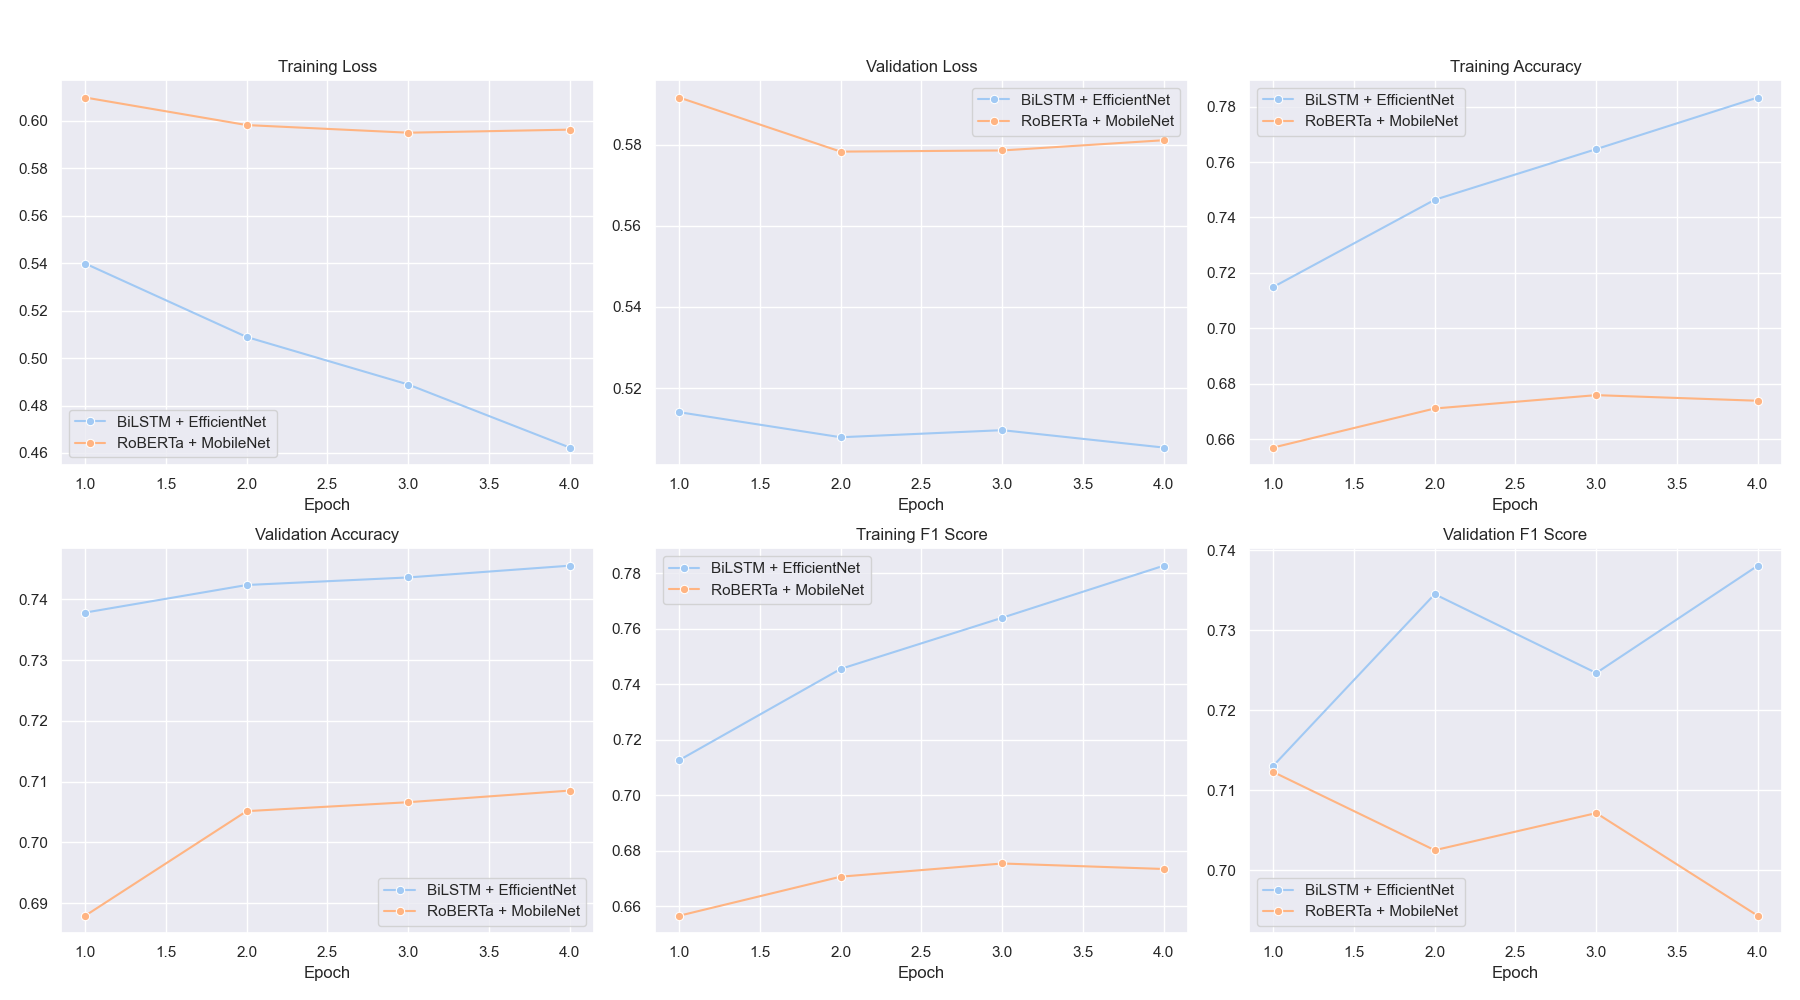 Training Loss
0.60
0.58
0.56
0.54
0.52
0.50
0.48
0.46
BiLSTM + EfficientNet
RoBERTa + MobileNet
1.0 1.5 2.0 2.5 3.0 3.5 4.0
Epoch
Validation Loss
0.58
0.56
0.54
0.52
BiLSTM + EfficientNet
RoBERTa + MobileNet
1.0 1.5 2.0 2.5 3.0 3.5 4.0
Epoch
Training Accuracy
0.78
0.76
0.74
0.72
0.70
0.68
0.66
BiLSTM + EfficientNet
RoBERTa + MobileNet
1.0 1.5 2.0 2.5 3.0 3.5 4.0
Epoch
Validation Accuracy
0.74
0.73
0.72
0.71
0.70
0.69
BiLSTM + EfficientNet
RoBERTa + MobileNet
1.0 1.5 2.0 2.5 3.0 3.5 4.0
Epoch
Training F1 Score
0.78
0.76
0.74
0.72
0.70
0.68
0.66
BiLSTM + EfficientNet
RoBERTa + MobileNet
1.0 1.5 2.0 2.5 3.0 3.5 4.0
Epoch
Validation F1 Score
0.74
0.73
0.72
0.71
0.70
BiLSTM + EfficientNet
RoBERTa + MobileNet
1.0 1.5 2.0 2.5 3.0 3.5 4.0
Epoch